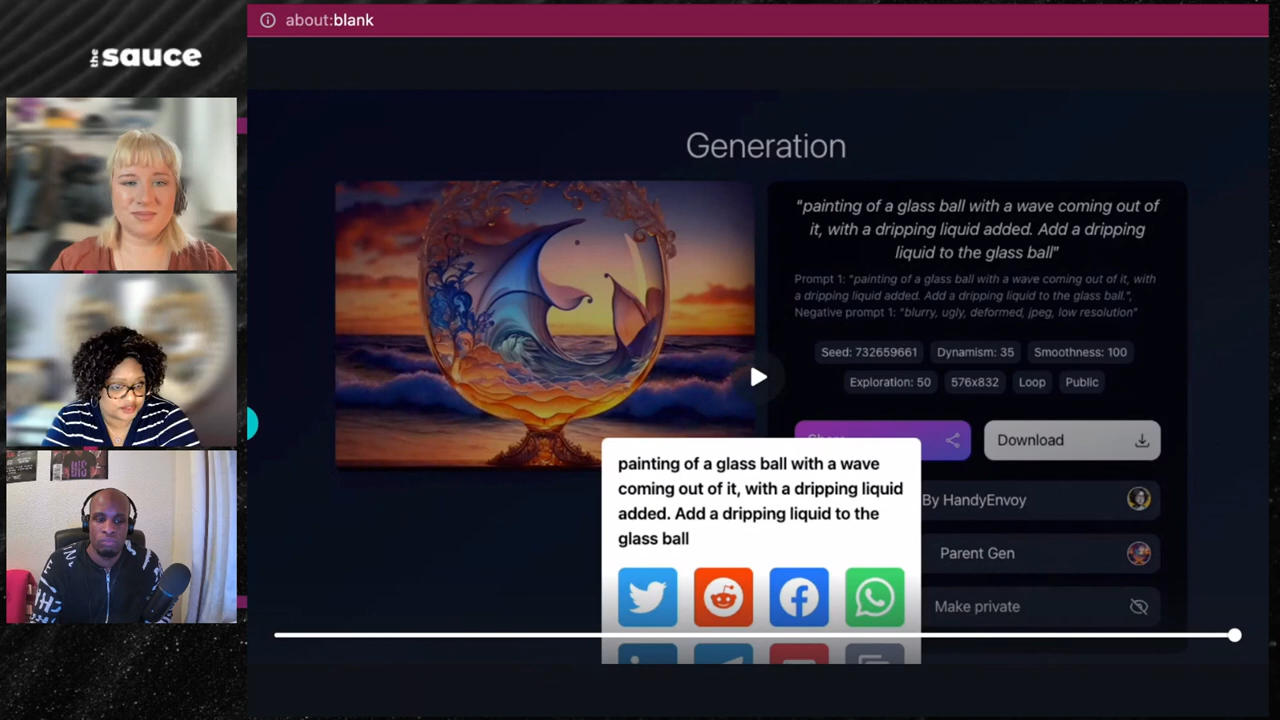 about:blank
the sauce
Generation
"painting of a glass ball with a wave coming out of
it, with a dripping liquid added. Add a dripping
liquid to the glass ball"
Prompt 1: "painting of a glass ball with a wave coming out of it, with
a dripping liquid added. Add a dripping liquid to the glass ball.",
Negative prompt 1: "blurry, ugly, deformed, jpeg, low resolution"
Seed: 732659661
Dynamism: 35
Smoothness: 100
Exploration: 50
576x832
Loop
Public
Share
Download
painting of a glass ball with a wave
coming out of it, with a dripping liquid
added. Add a dripping liquid to the
glass ball
By HandyEnvoy
Parent Gen
Make private